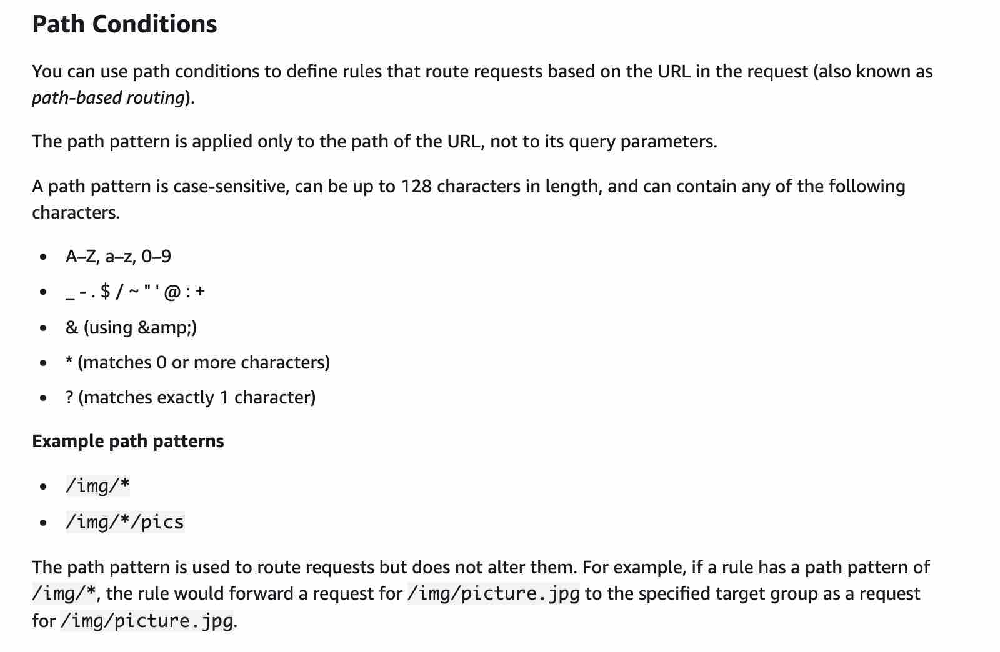 Path Conditions
You can use path conditions to define rules that route requests based on the URL in the request (also known as
path-based routing).
The path pattern is applied only to the path of the URL, not to its query parameters.
A path pattern is case-sensitive, can be up to 128 characters in length, and can contain any of the following
characters.
• A–Z, a–z, 0–9
• _ - . $ / ~ " ' @ : +
• & (using &amp;)
• * (matches 0 or more characters)
• ? (matches exactly 1 character)
Example path patterns
• /img/*
• /img/*/pics
The path pattern is used to route requests but does not alter them. For example, if a rule has a path pattern of
/img/*, the rule would forward a request for /img/picture.jpg to the specified target group as a request
for /img/picture.jpg.